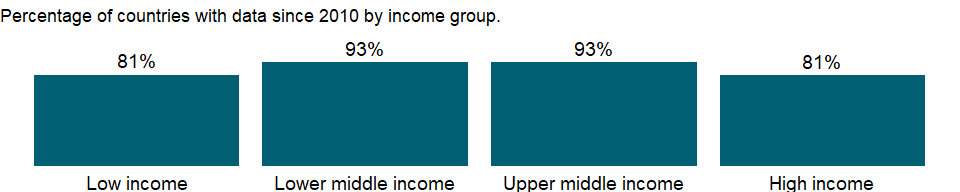 Percentage of countries with data since 2010 by income group.
81%
93%
93%
81%
Low income
Lower middle income
Upper middle income
High income